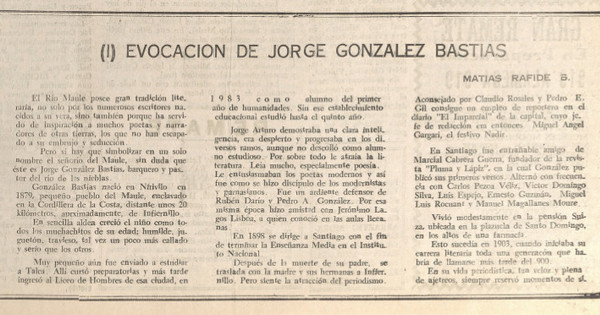 (I) EVOCACION DE JORGE GONZALEZ BASTIAS
MATIAS RAFIDE B.
El Río Maule posee gran tradición lite-
raria, no solo por los numerosos escritores na-
cidos a su vera, sino también porque ha servi-
do de inspiración a muchos poetas y narra-
dores de otras tierras, los que no han escapa-
do a su embrujo y seducción
Pero si hay que simbolizar en un solo
nombre el señorío del Maule, sin duda que
éste es Jorge González Bastías, barquero y pas-
tor del río de las nieblas.
González Bastías nació en Nirivilo en
1879, pequeño pueblo del Maule, enclavado
en la Cordillera de la Costa, distante unos 20
kilómetros, aproximadamente, de Infiernillo.
En sencilla aldea creció el niño como to-
dos los muchachitos de su edad; humilde, ju-
guetón, travieso, tal vez un poco más callado
y serio que los otros.
Muy pequeño aún fue enviado a estudiar
a Talca. Allí cursó preparatorias y más tarde
ingresó al Liceo de Hombres de esa ciudad, en
1983 como alumno del primer
año de humanidades. Sin ese establecimiento
educacional estudió hasta el quinto año.
Jorge Arturo demostraba una clara inteli-
gencia, era despierto y progresaba en los di-
versos ramos, aunque no descolló como alum-
no estudioso. Por sobre todo le atraía la
literatura. Leía mucho, especialmente poesía.
Le entusiasmaban los poetas modernos y así
fue como se hizo discípulo de los modernistas
y parnasianos. Fue un ardiente defensor de
Rubén Darío y Pedro A. González. Por esa
misma época hizo amistad con Jerónimo La-
gos Lisboa, a quien conoció en las aulas licea-
nas.
En 1898 se dirige a Santiago con el fin
de terminar la Enseñanza Media en el Institu-
to Nacional.
Después de la muerte de su padre, se
traslada con la madre y sus hermanas a Infier-
nillo. Pero siente la atracción del periodismo.
Aconsejado por Claudio Rosales y Pedro E.
Gil consigue un empleo de reportero en el
diario "El Imparcial" de la capital, cuyo je-
fe de redacción era entonces Miguel Angel
Gargari, el festivo Nadir
En Santiago fue entrañable amigo de
Marcial Cabrera Guerra, fundador de la revis-
ta "Pluma y Lápiz", en la cual González pu-
blicó sus primeros versos. Alternó con frecuen-
cia con Carlos Pezoa Véliz, Víctor Domingo
Silva, Luis Espejo, Ernesto Guzmán, Miguel
Luis Rocuant y Manuel Magallanes Moure.
Vivió modestamente en la pensión Sui-
za, ubicada en la plazuela de Santo Domingo,
en los altos de una farmacia.
Esto sucedía en 1903, cuando iniciaba su
carrera literaria toda una generación que ha-
bría de llamarse más tarde del 900.
En su vida periodística, tan veloz y plena
de ajetreos, siempre reservó momentos de si-